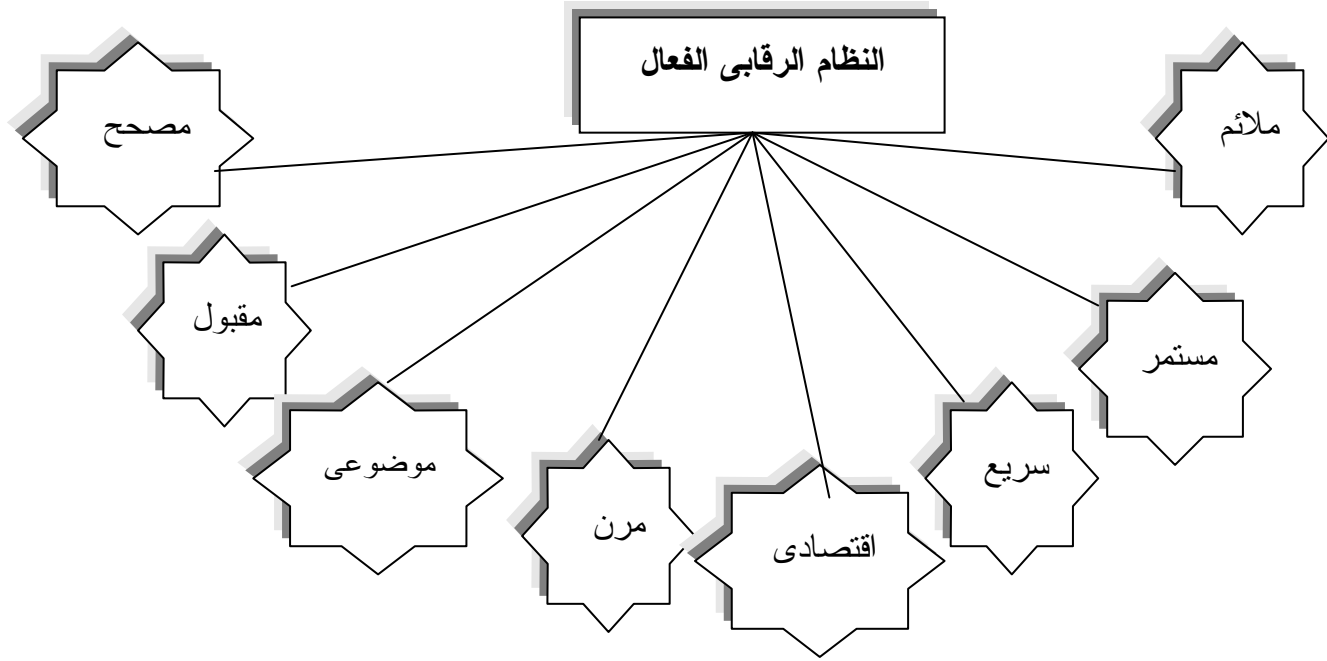 النظام الرقابى الفعال
ملائم
مستمر
سريع
اقتصادى
مرن
موضوعى
مقبول
مصحح